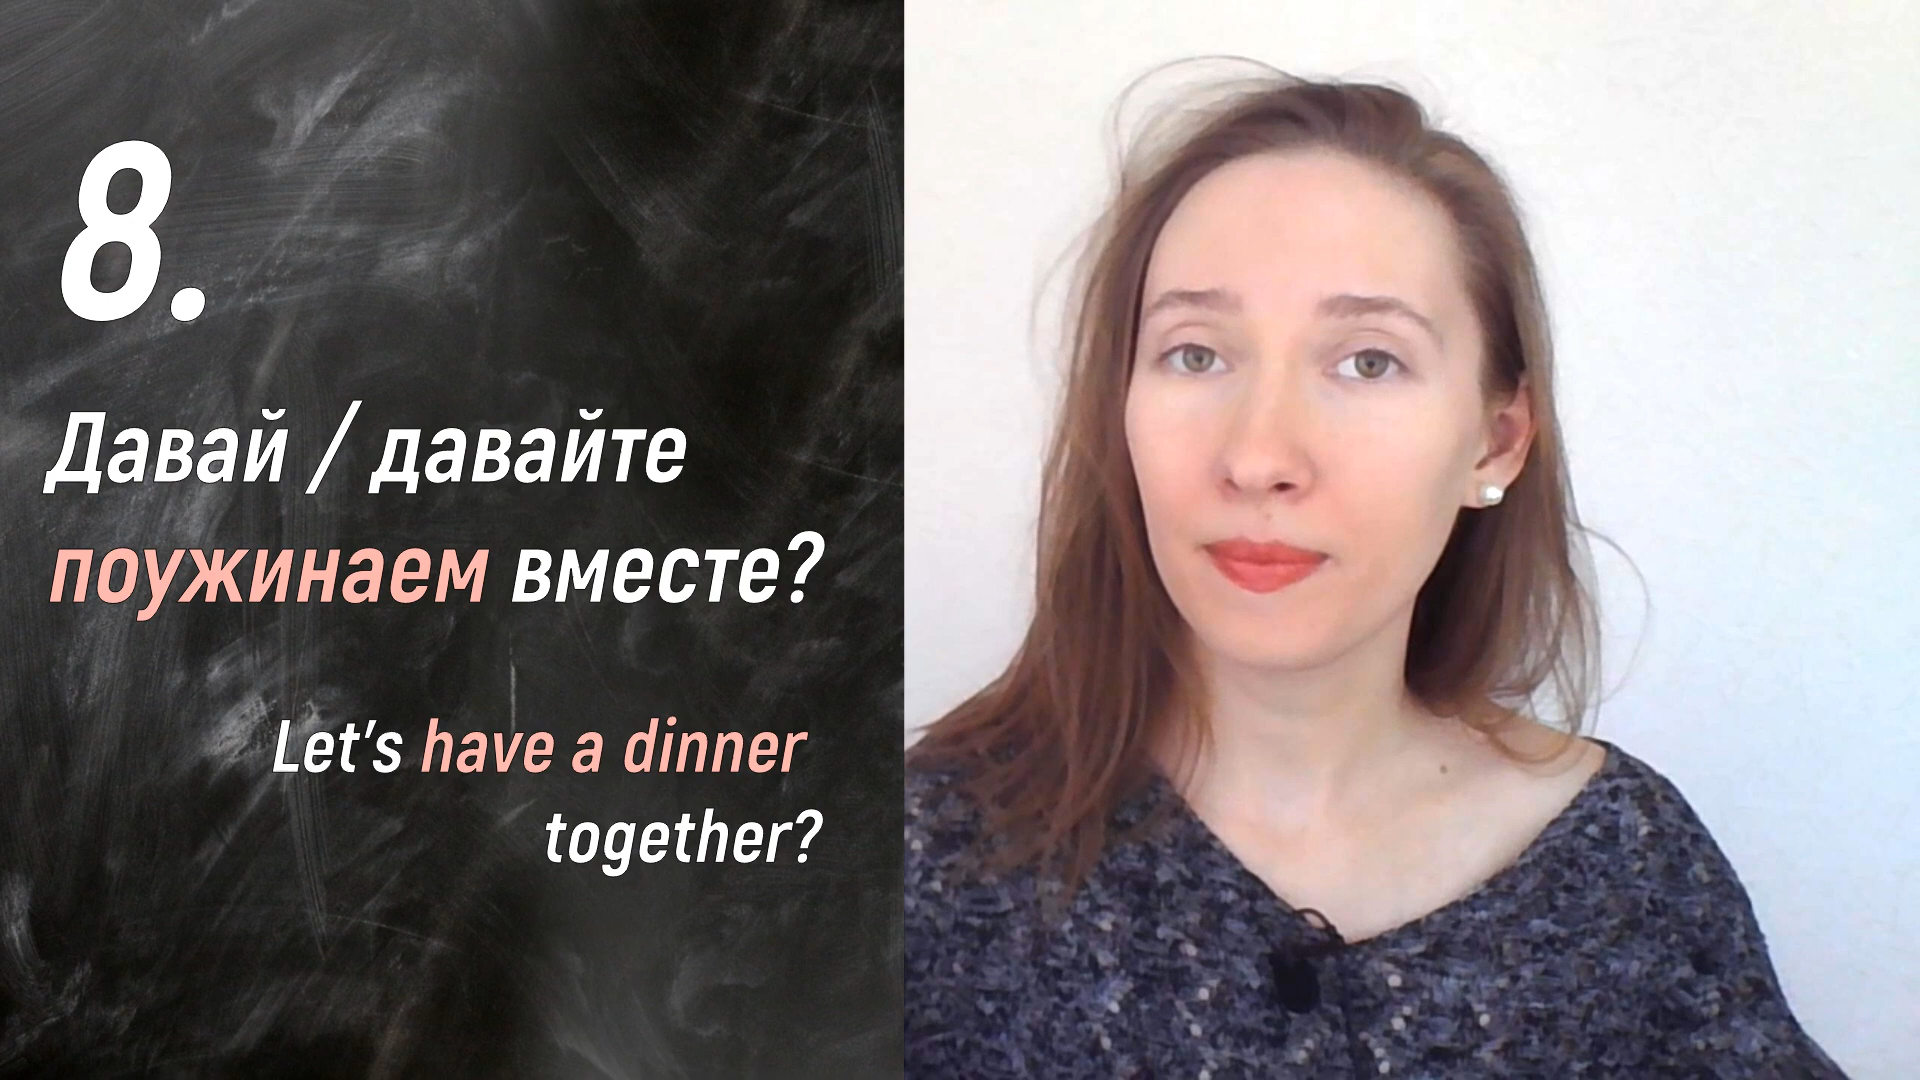 8.
Давай / давайте
поужинаем вместе?
Let's have a dinner
together?